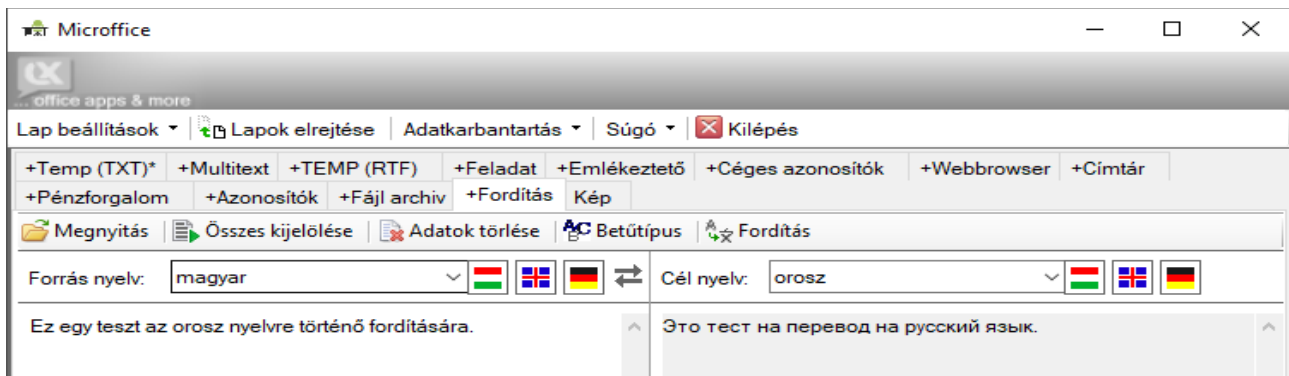 Microffice
... office apps & more
Lap beállítások Lapok elrejtése Adatkarbantartás Súgó Kilépés
+Temp (TXT)* +Multitext +TEMP (RTF) +Feladat +Emlékeztető +Céges azonosítók +Webbrowser +Címtár
+Pénzforgalom +Azonosítók +Fájl archiv +Fordítás Kép
Megnyitás Összes kijelölése Adatok törlése Betűtípus Fordítás
Forrás nyelv: magyar Cél nyelv: orosz
Ez egy teszt az orosz nyelvre történő fordítására. Это тест на перевод на русский язык.